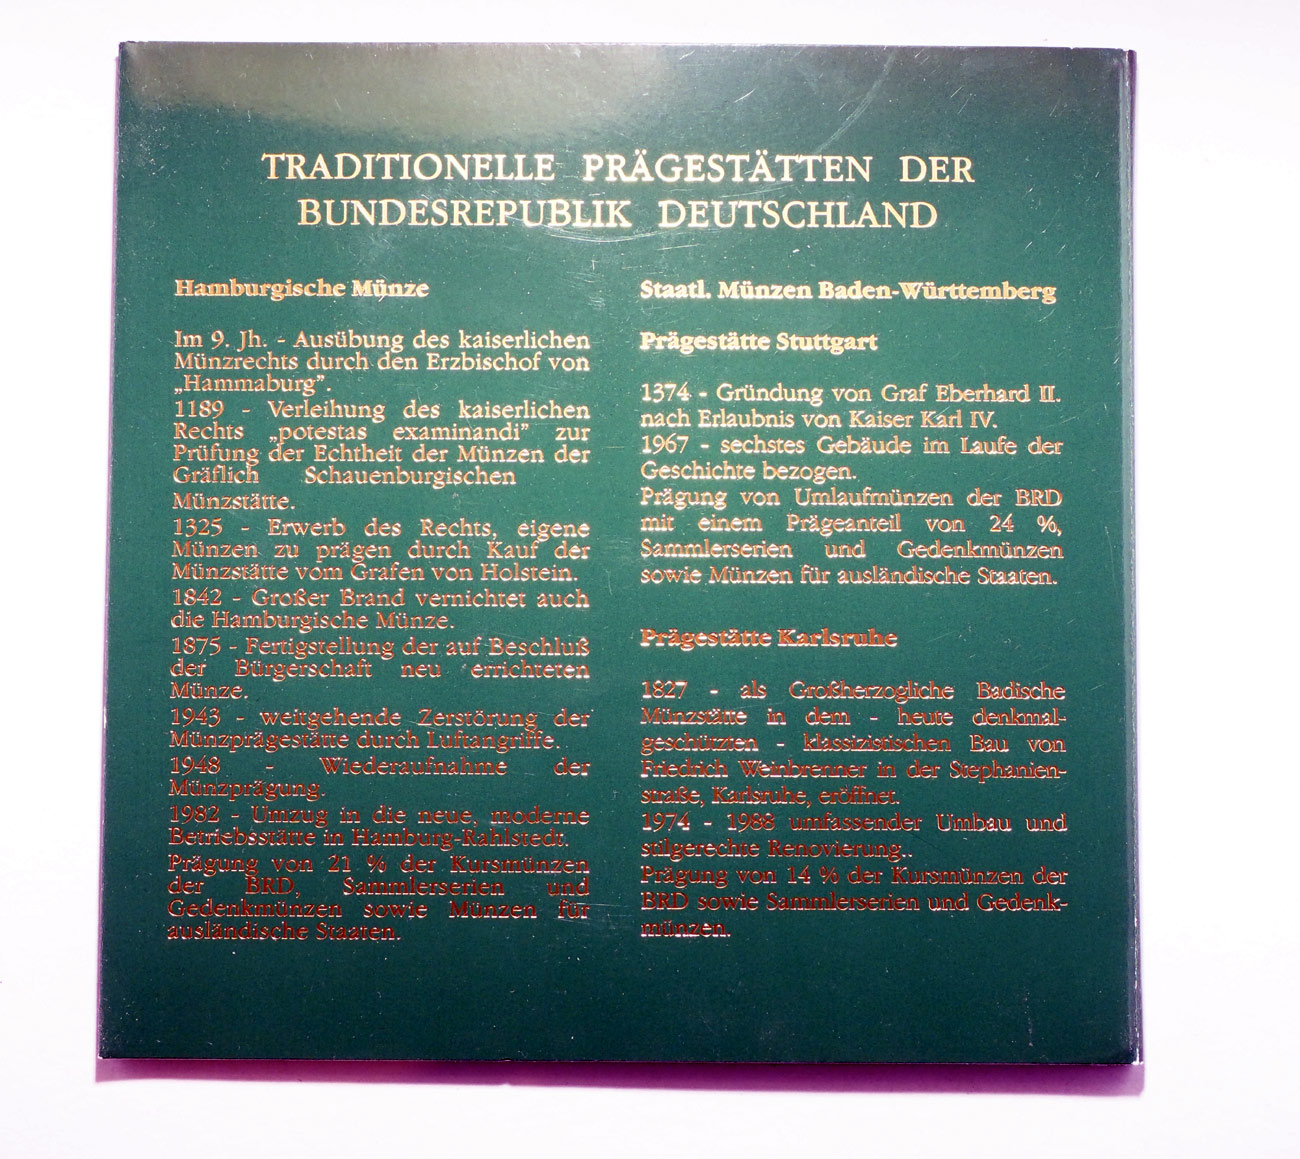 TRADITIONELLE PRÄGESTÄTTEN DER
BUNDESREPUBLIK DEUTSCHLAND
Hamburgische Münze
Im 9. Jh. - Ausübung des kaiserlichen
Münzrechts durch den Erzbischof von
„Hammaburg”.
1189 - Verleihung des kaiserlichen
Rechts „potestas examinandi” zur
Prüfung der Echtheit der Münzen der
Gräflich Schauenburgischen
Münzstätte.
1325 - Erwerb des Rechts, eigene
Münzen zu prägen durch Kauf der
Münzstätte vom Grafen von Holstein.
1842 - Großer Brand vernichtet auch
die Hamburgische Münze.
1875 - Fertigstellung der auf Beschluß
der Bürgerschaft neu errichteten
Münze.
1943 - weitgehende Zerstörung der
Münzprägestätte durch Luftangriffe.
1948 - Wiederaufnahme der
Münzprägung.
1982 - Umzug in die neue, moderne
Betriebsstätte in Hamburg-Rahlstedt.
Prägung von 21 % der Kursmünzen
der BRD, Sammlerserien und
Gedenkmünzen sowie Münzen für
ausländische Staaten.
Staatl. Münzen Baden-Württemberg
Prägestätte Stuttgart
1374 - Gründung von Graf Eberhard II.
nach Erlaubnis von Kaiser Karl IV.
1967 - sechstes Gebäude im Laufe der
Geschichte bezogen.
Prägung von Umlaufmünzen der BRD
mit einem Prägeanteil von 24 %,
Sammlerserien und Gedenkmünzen
sowie Münzen für ausländische Staaten.
Prägestätte Karlsruhe
1827 - als Großherzogliche Badische
Münzstätte in dem - heute denkmal-
geschützten - klassizistischen Bau von
Friedrich Weinbrenner in der Stephanien-
straße, Karlsruhe, eröffnet.
1974 - 1988 umfassender Umbau und
stilgerechte Renovierung..
Prägung von 14 % der Kursmünzen der
BRD sowie Sammlerserien und Gedenk-
münzen.